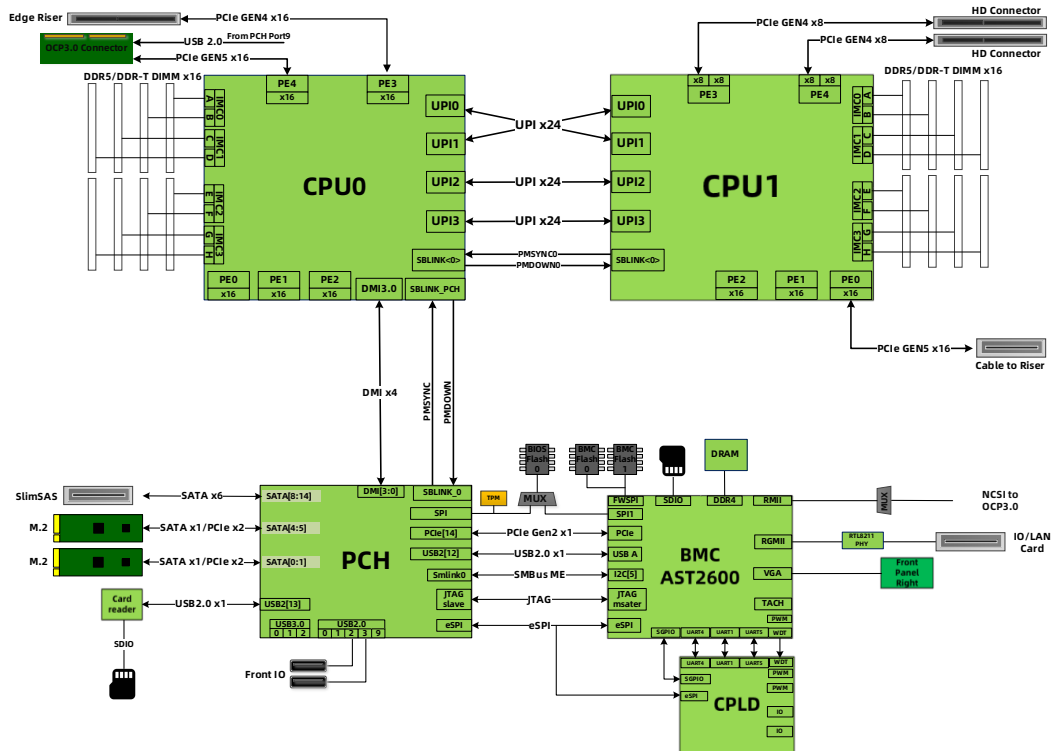 Edge Riser
PCIe GEN4 x16
OCP3.0 Connector
USB 2.0
From PCH Port9
PCIe GEN5 x16
DDR5/DDR-T DIMM x16
PE4
x16
PE3
x16
A
B
IMC0
C
D
IMC1
E
F
IMC2
G
H
IMC3
CPU0
UPI0
UPI1
UPI2
UPI3
SBLINK<0>
PE0
x16
PE1
x16
PE2
x16
DMI3.0
SBLINK_PCH
UPI x24
UPI x24
UPI x24
PMSYNC0
PMDOWN0
PCIe GEN4 x8
HD Connector
PCIe GEN4 x8
HD Connector
DDR5/DDR-T DIMM x16
x8
x8
PE3
x8
x8
PE4
UPI0
UPI1
UPI2
UPI3
SBLINK<0>
CPU1
IMC0
A
B
IMC1
C
D
IMC2
E
F
IMC3
G
H
PE2
x16
PE1
x16
PE0
x16
PCIe GEN5 x16
Cable to Riser
DMI x4
PMSYNC
PMDOWN
SlimSAS
SATA x6
M.2
SATA x1/PCIe x2
M.2
SATA x1/PCIe x2
Card
reader
USB2.0 x1
SDIO
SATA[8:14]
SATA[4:5]
SATA[0:1]
USB2[13]
DMI[3:0]
SBLINK_0
SPI
PCIe[14]
USB2[12]
Smlink0
JTAG
slave
eSPI
PCH
USB3.0
0 1 2
USB2.0
0 1 2 3 9
Front IO
TPM
BIOS
Flash
0
MUX
BMC
Flash
0
BMC
Flash
1
DRAM
PCIe Gen2 x1
USB2.0 x1
SMBus ME
JTAG
eSPI
FWSPI
SDIO
DDR4
RMII
SPI1
PCIe
USB A
I2C[5]
JTAG
msater
eSPI
BMC
AST2600
RGMII
VGA
TACH
PWM
SGPIO
UART4
UART1
UART5
WDT
MUX
NCSI to
OCP3.0
RTL8211
PHY
IO/LAN
Card
Front
Panel
Right
UART4
UART1
UART5
WDT
SGPIO
PWM
eSPI
PWM
CPLD
IO
IO